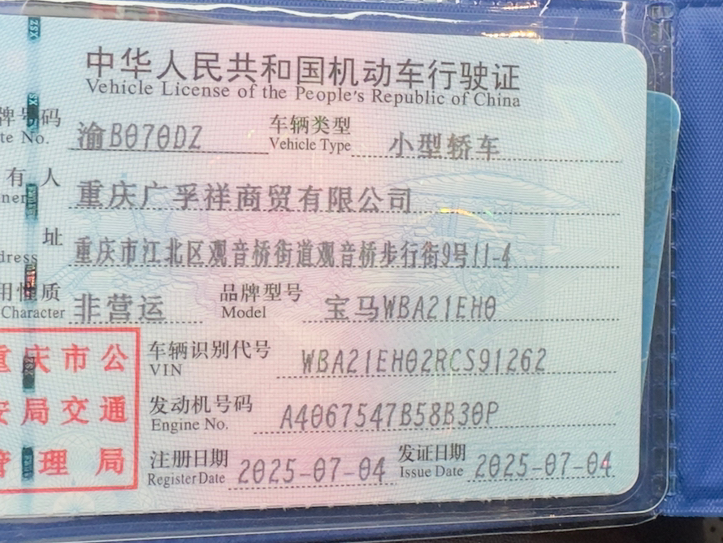 中华人民共和国机动车行驶证
Vehicle License of the People's Republic of China
牌号码 渝B070DZ 车辆类型 小型轿车
te No. Vehicle Type
有人 重庆广孚祥商贸有限公司
ner
址 重庆市江北区观音桥街道观音桥步行街9号11-4
dress
用性质 非营运 品牌型号 宝马WBA21EH0
Character Model
重庆市公 车辆识别代号 WBA21EH02RCS91262
VIN
安局交通 发动机号码 A4067547B58B30P
Engine No.
管理局 注册日期 2025-07-04 发证日期 2025-07-04
Register Date Issue Date